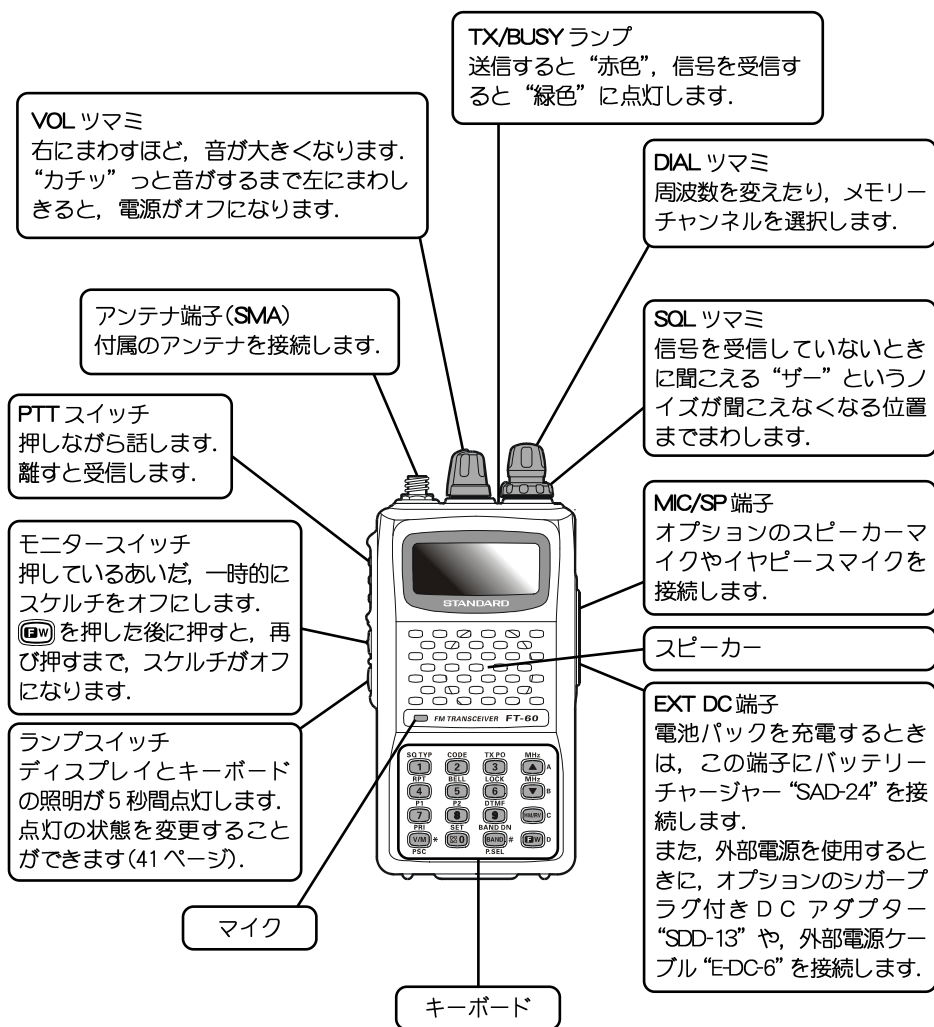 TX/BUSY ランプ
送信すると “赤色”, 信号を受信す
ると “緑色” に点灯します.
VOL ツマミ
右にまわすほど, 音が大きくなります.
“カチッ” っと音がするまで左にまわし
きると, 電源がオフになります.
DIAL ツマミ
周波数を変えたり, メモリー
チャンネルを選択します.
アンテナ端子(SMA)
付属のアンテナを接続します.
SQL ツマミ
信号を受信していないとき
に聞こえる “ザー” というノ
イズが聞こえなくなる位置
までまわします.
PTT スイッチ
押しながら話します.
離すと受信します.
MIC/SP 端子
オプションのスピーカーマ
イクやイヤピースマイクを
接続します.
モニタースイッチ
押しているあいだ, 一時的に
スケルチをオフにします.
FW を押した後に押すと, 再
び押すまで, スケルチがオフ
になります.
スピーカー
ランプスイッチ
ディスプレイとキーボード
の照明が5秒間点灯します.
点灯の状態を変更すること
ができます(41 ページ).
EXT DC 端子
電池パックを充電するとき
は, この端子にバッテリー
チャージャー “SAD-24” を接
続します.
また, 外部電源を使用すると
きに, オプションのシガープ
ラグ付き DC アダプター
“SDD-13” や, 外部電源ケー
ブル “E-DC-6” を接続します.
STANDARD
FM TRANSCEIVER FT-60
SQ TYP CODE TX PO MHz
1 2 3 ▲ A
RPT BELL LOCK MHz
4 5 6 ▼ B
P1 P2 DTMF
7 8 9 HM/RV C
PRI SET BAND DN
V/M * 0 BAND # FW D
PSC P.SEL
マイク
キーボード